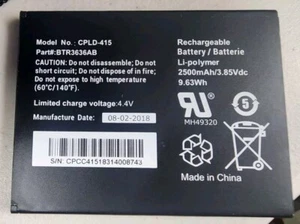 Model No.: CPLD-415
Part#:BTR3636AB
CAUTION: Do not disassemble; Do not
short circuit; Do not dispose of in fire;
Do not expose to high temperature
(60°C/140°F).
Limited charge voltage: 4.4V
Manufacture Date: 08-02-2018
S/N: CPCC41518314008743
Rechargeable
Battery / Batterie
Li-polymer
2500mAh/3.85Vdc
9.63Wh
RU
5
MH49320
Made in China